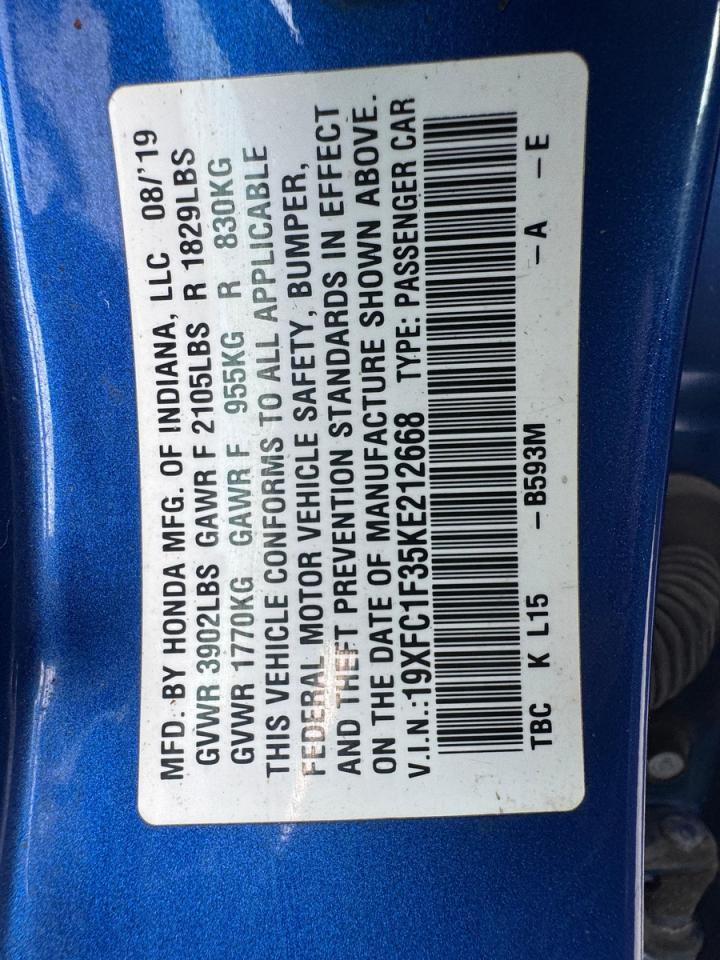 MFD. BY HONDA MFG. OF INDIANA, LLC 08/'19
GVWR 3902LBS GAWR F 2105LBS R 1829LBS
GVWR 1770KG GAWR F 955KG R 830KG
THIS VEHICLE CONFORMS TO ALL APPLICABLE
FEDERAL MOTOR VEHICLE SAFETY, BUMPER,
AND THEFT PREVENTION STANDARDS IN EFFECT
ON THE DATE OF MANUFACTURE SHOWN ABOVE.
V.I.N.:19XFC1F35KE212668 TYPE: PASSENGER CAR
TBC K L15 –B593M –A –E